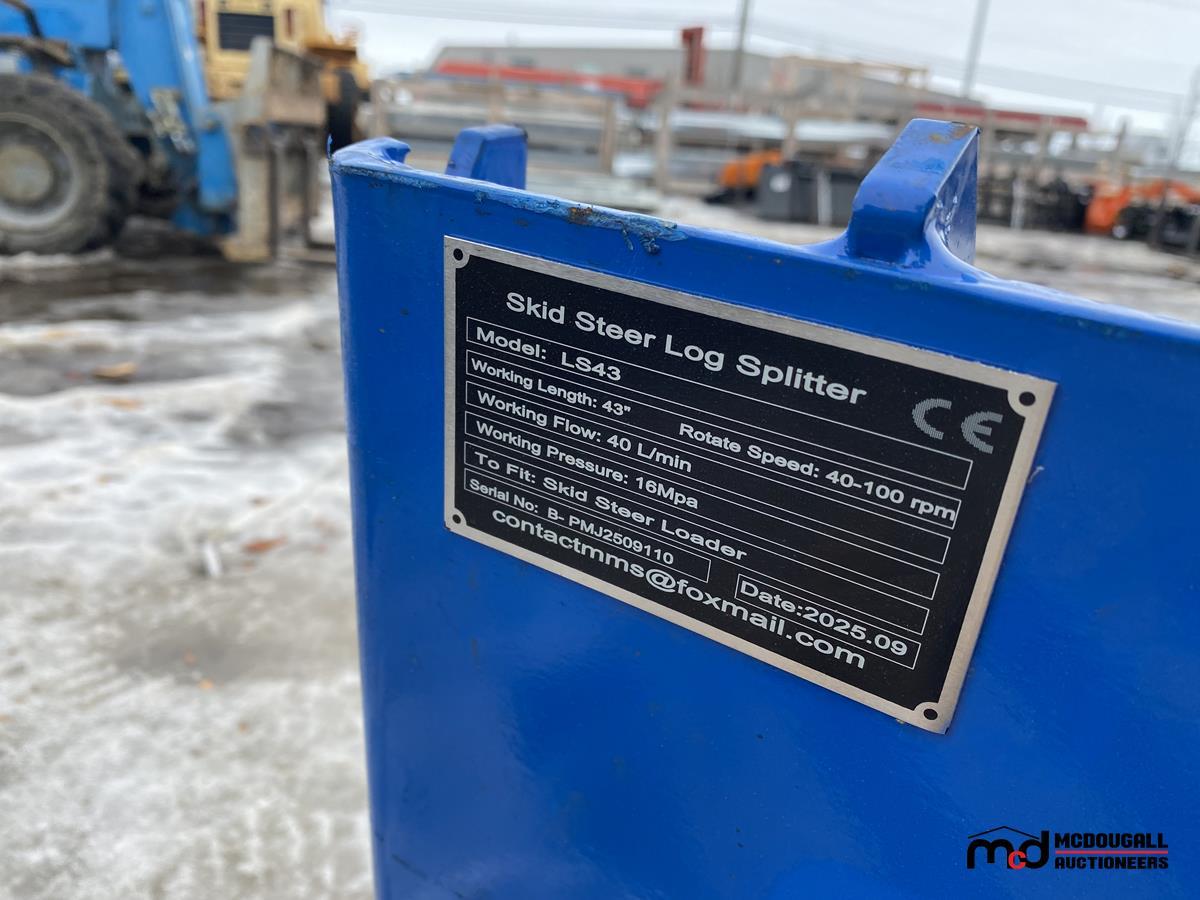 Skid Steer Log Splitter
Model: LS43
CE
Working Length: 43" Rotate Speed: 40-100 rpm
Working Flow: 40 L/min
Working Pressure: 16Mpa
To Fit: Skid Steer Loader
Serial No: B- PMJ2509110 Date:2025.09
contactmms@foxmail.com
mcd MCDOUGALL
AUCTIONEERS